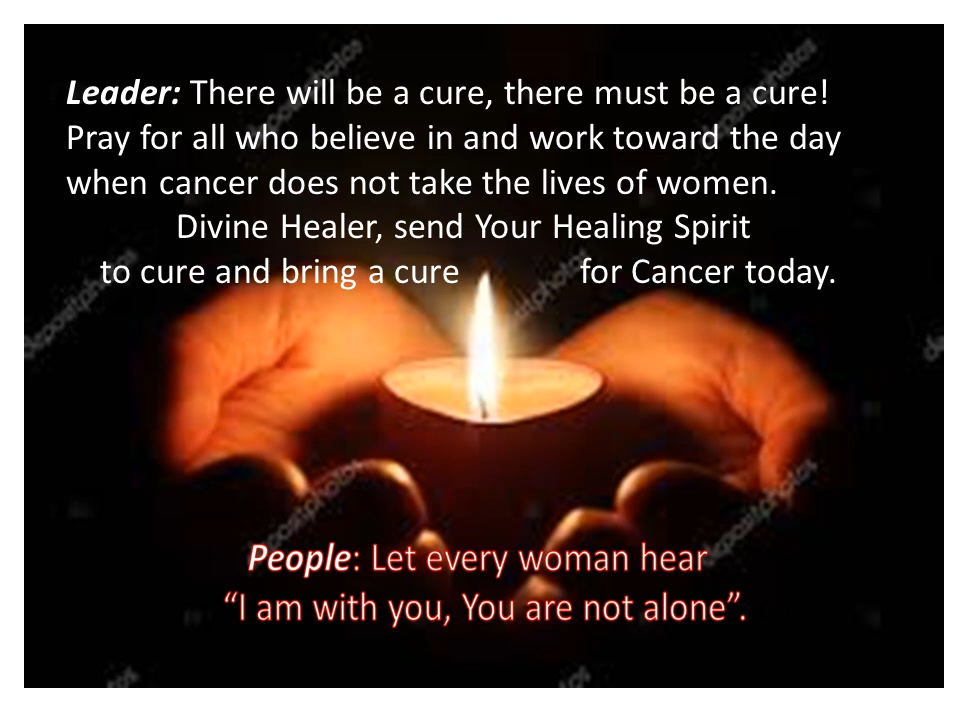 Leader: There will be a cure, there must be a cure!
Pray for all who believe in and work toward the day
when cancer does not take the lives of women.
Divine Healer, send Your Healing Spirit
to cure and bring a cure for Cancer today.
depositphotos
People: Let every woman hear
“I am with you, You are not alone”.